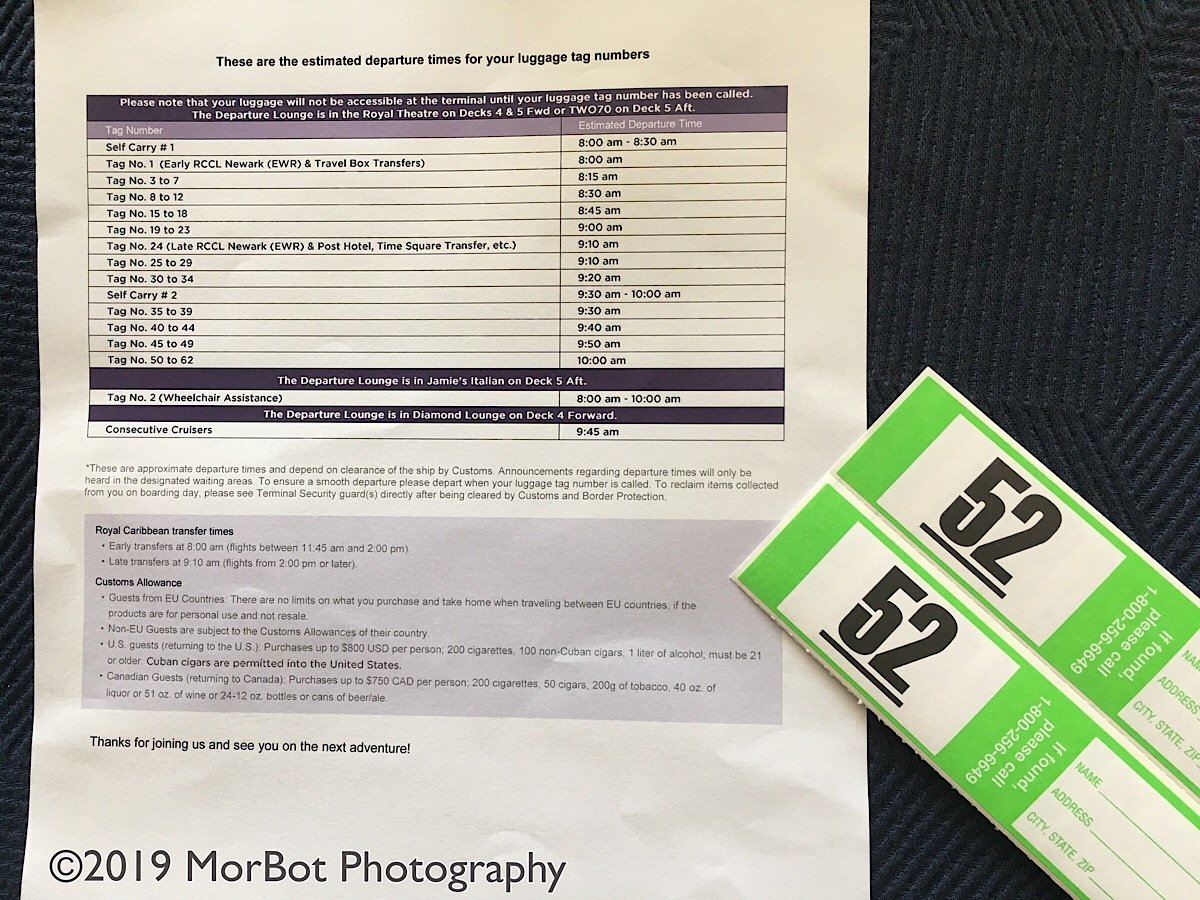 These are the estimated departure times for your luggage tag numbers
Please note that your luggage will not be accessible at the terminal until your luggage tag number has been called.
The Departure Lounge is in the Royal Theatre on Decks 4 & 5 Fwd or TWO70 on Deck 5 Aft.
Tag Number Estimated Departure Time
Self Carry # 1 8:00 am - 8:30 am
Tag No. 1 (Early RCCL Newark (EWR) & Travel Box Transfers) 8:00 am
Tag No. 3 to 7 8:15 am
Tag No. 8 to 12 8:30 am
Tag No. 15 to 18 8:45 am
Tag No. 19 to 23 9:00 am
Tag No. 24 (Late RCCL Newark (EWR) & Post Hotel, Time Square Transfer, etc.) 9:10 am
Tag No. 25 to 29 9:10 am
Tag No. 30 to 34 9:20 am
Self Carry # 2 9:30 am - 10:00 am
Tag No. 35 to 39 9:30 am
Tag No. 40 to 44 9:40 am
Tag No. 45 to 49 9:50 am
Tag No. 50 to 62 10:00 am
The Departure Lounge is in Jamie's Italian on Deck 5 Aft.
Tag No. 2 (Wheelchair Assistance) 8:00 am - 10:00 am
The Departure Lounge is in Diamond Lounge on Deck 4 Forward.
Consecutive Cruisers 9:45 am
*These are approximate departure times and depend on clearance of the ship by Customs. Announcements regarding departure times will only be
heard in the designated waiting areas. To ensure a smooth departure please depart when your luggage tag number is called. To reclaim items collected
from you on boarding day, please see Terminal Security guard(s) directly after being cleared by Customs and Border Protection.
Royal Caribbean transfer times
• Early transfers at 8:00 am (flights between 11:45 am and 2:00 pm).
• Late transfers at 9:10 am (flights from 2:00 pm or later).
Customs Allowance
• Guests from EU Countries: There are no limits on what you purchase and take home when traveling between EU countries, if the
products are for personal use and not resale.
• Non-EU Guests are subject to the Customs Allowances of their country.
• U.S. guests (returning to the U.S.): Purchases up to $800 USD per person; 200 cigarettes, 100 non-Cuban cigars, 1 liter of alcohol; must be 21
or older. Cuban cigars are permitted into the United States.
• Canadian Guests (returning to Canada): Purchases up to $750 CAD per person; 200 cigarettes, 50 cigars, 200g of tobacco, 40 oz. of
liquor or 51 oz. of wine or 24-12 oz. bottles or cans of beer/ale.
Thanks for joining us and see you on the next adventure!
52
If found,
please call
1-800-256-6649
ADDRESS
CITY, STATE, ZIP
52
If found,
please call
1-800-256-6649
NAME
ADDRESS
CITY, STATE, ZIP
©2019 MorBot Photography